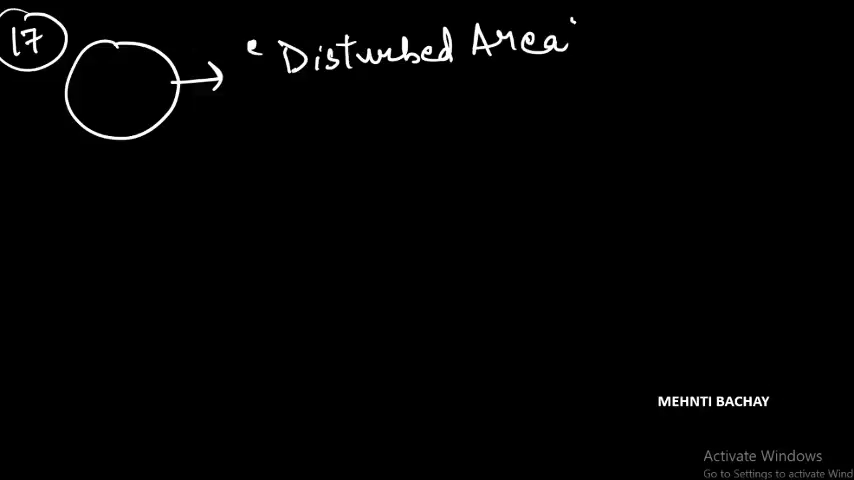 17
"Disturbed Area"
MEHNTI BACHAY
Activate Windows
Go to Settings to activate Wind